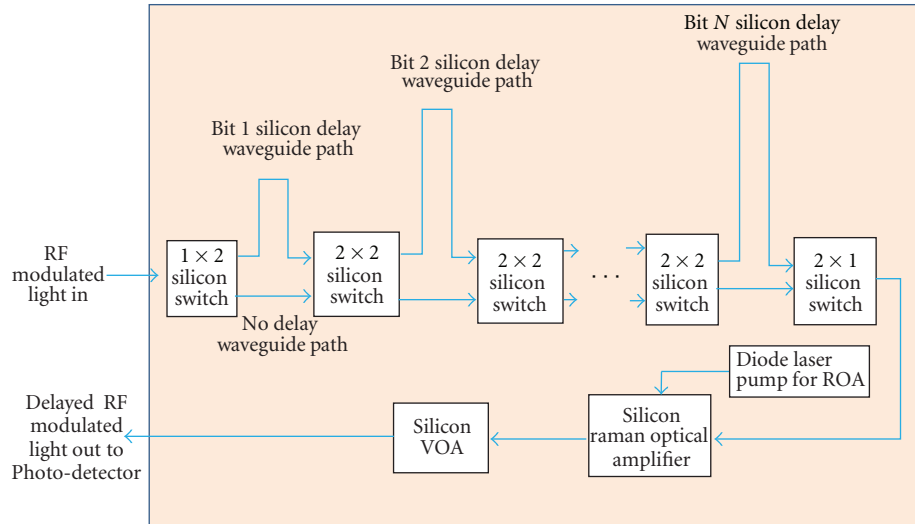 Bit N silicon delay
waveguide path
Bit 2 silicon delay
waveguide path
Bit 1 silicon delay
waveguide path
RF
modulated
light in
1 × 2
silicon
switch
2 × 2
silicon
switch
2 × 2
silicon
switch
. . .
2 × 2
silicon
switch
2 × 1
silicon
switch
No delay
waveguide path
Diode laser
pump for ROA
Delayed RF
modulated
light out to
Photo-detector
Silicon
VOA
Silicon
raman optical
amplifier